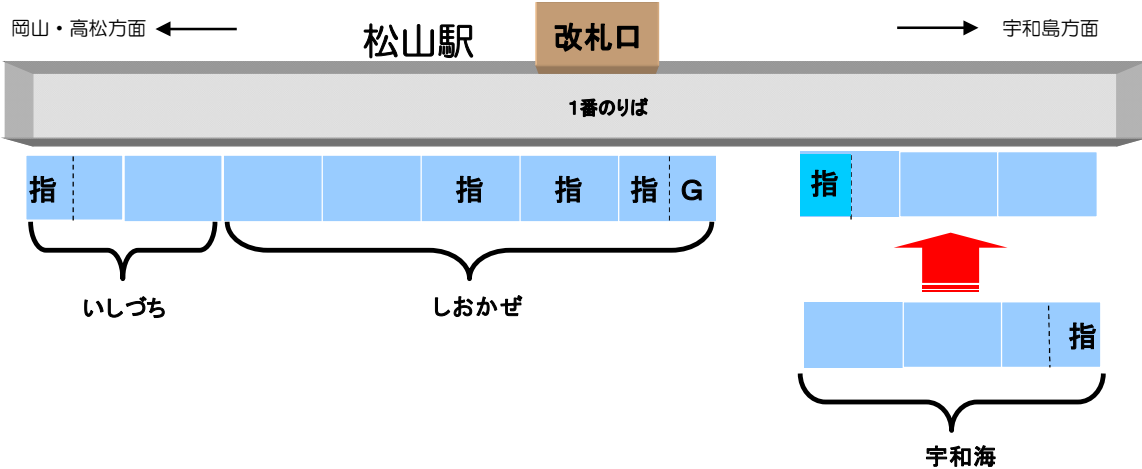 岡山・高松方面
松山駅
改札口
宇和島方面
1番のりば
指
指
指
指
G
指
いしづち
しおかぜ
指
宇和海